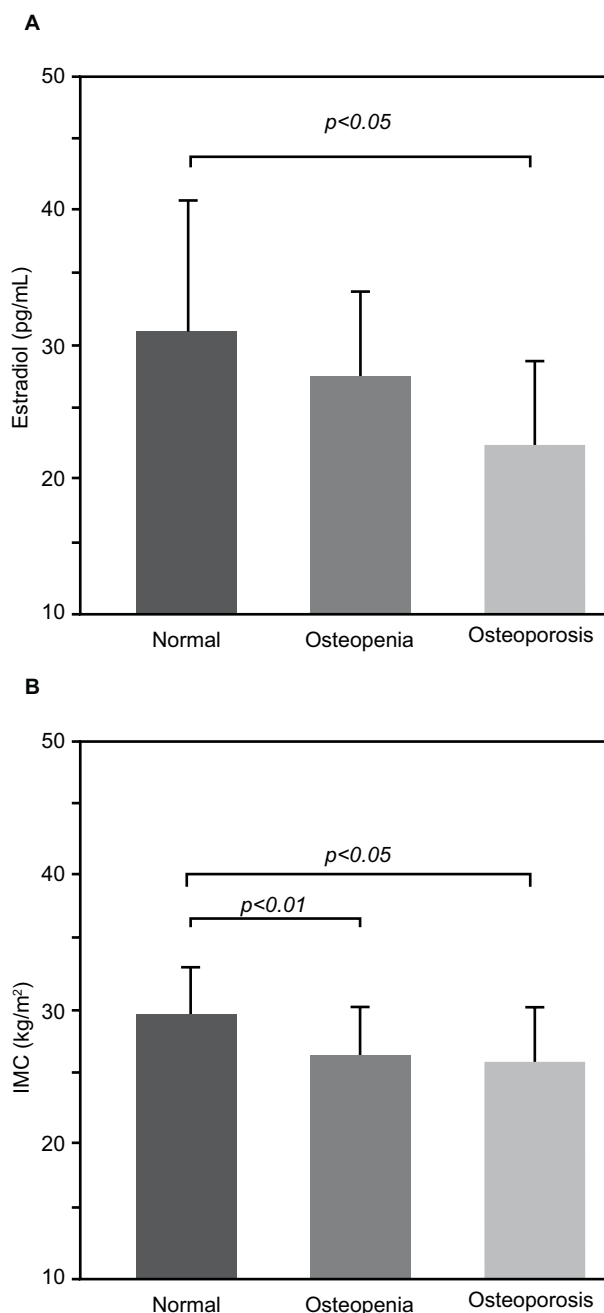 A
50
p<0.05
40
Estradiol (pg/mL)
30
20
10
Normal
Osteopenia
Osteoporosis
B
50
p<0.05
40
p<0.01
IMC (kg/m²)
30
20
10
Normal
Osteopenia
Osteoporosis